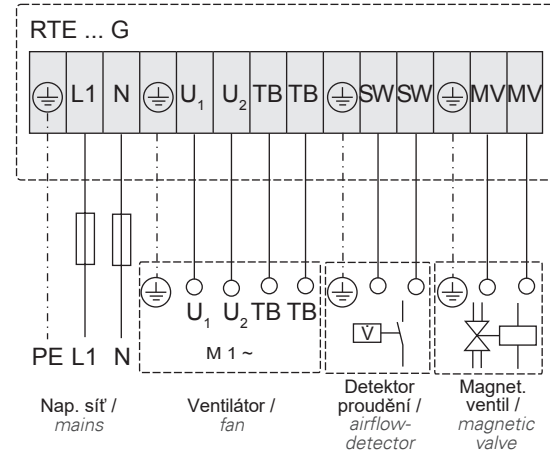 RTE ... G
L1 N U1 U2 TB TB SW SW MV MV
U1 U2 TB TB
V̇
M 1 ~
PE L1 N
Nap. síť / mains
Ventilátor / fan
Detektor proudění / airflow-detector
Magnet. ventil / magnetic valve